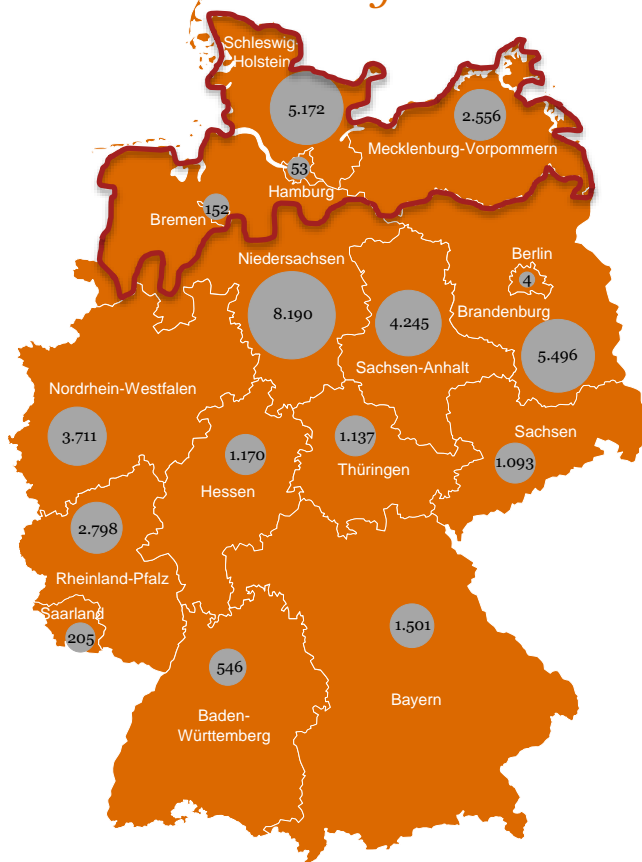 Schleswig-
Holstein
5.172
2.556
Mecklenburg-Vorpommern
53
Hamburg
152
Bremen
Niedersachsen
8.190
Berlin
4
Brandenburg
4.245
Sachsen-Anhalt
5.496
Nordrhein-Westfalen
3.711
1.170
Hessen
1.137
Thüringen
Sachsen
1.093
2.798
Rheinland-Pfalz
Saarland
205
1.501
Bayern
546
Baden-
Württemberg